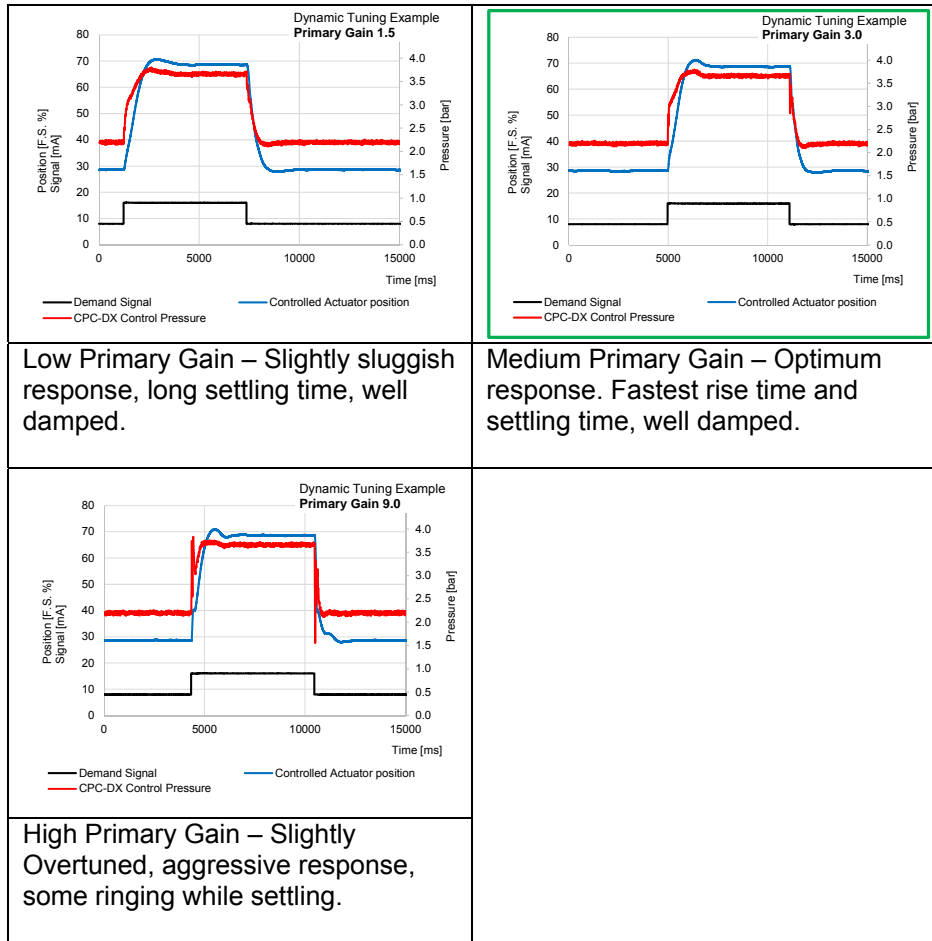 Dynamic Tuning Example
Primary Gain 1.5
80
70
60
50
40
30
20
10
0
Position [F.S. %]
Signal [mA]
4.0
3.5
3.0
2.5
2.0
1.5
1.0
0.5
0.0
Pressure [bar]
0 5000 10000 15000
Time [ms]
Demand Signal Controlled Actuator position
CPC-DX Control Pressure
Low Primary Gain – Slightly sluggish
response, long settling time, well
damped.
Dynamic Tuning Example
Primary Gain 3.0
80
70
60
50
40
30
20
10
0
Position [F.S. %]
Signal [mA]
4.0
3.5
3.0
2.5
2.0
1.5
1.0
0.5
0.0
Pressure [bar]
0 5000 10000 15000
Time [ms]
Demand Signal Controlled Actuator position
CPC-DX Control Pressure
Medium Primary Gain – Optimum
response. Fastest rise time and
settling time, well damped.
Dynamic Tuning Example
Primary Gain 9.0
80
70
60
50
40
30
20
10
0
Position [F.S. %]
Signal [mA]
4.0
3.5
3.0
2.5
2.0
1.5
1.0
0.5
0.0
Pressure [bar]
0 5000 10000 15000
Time [ms]
Demand Signal Controlled Actuator position
CPC-DX Control Pressure
High Primary Gain – Slightly
Overtuned, aggressive response,
some ringing while settling.